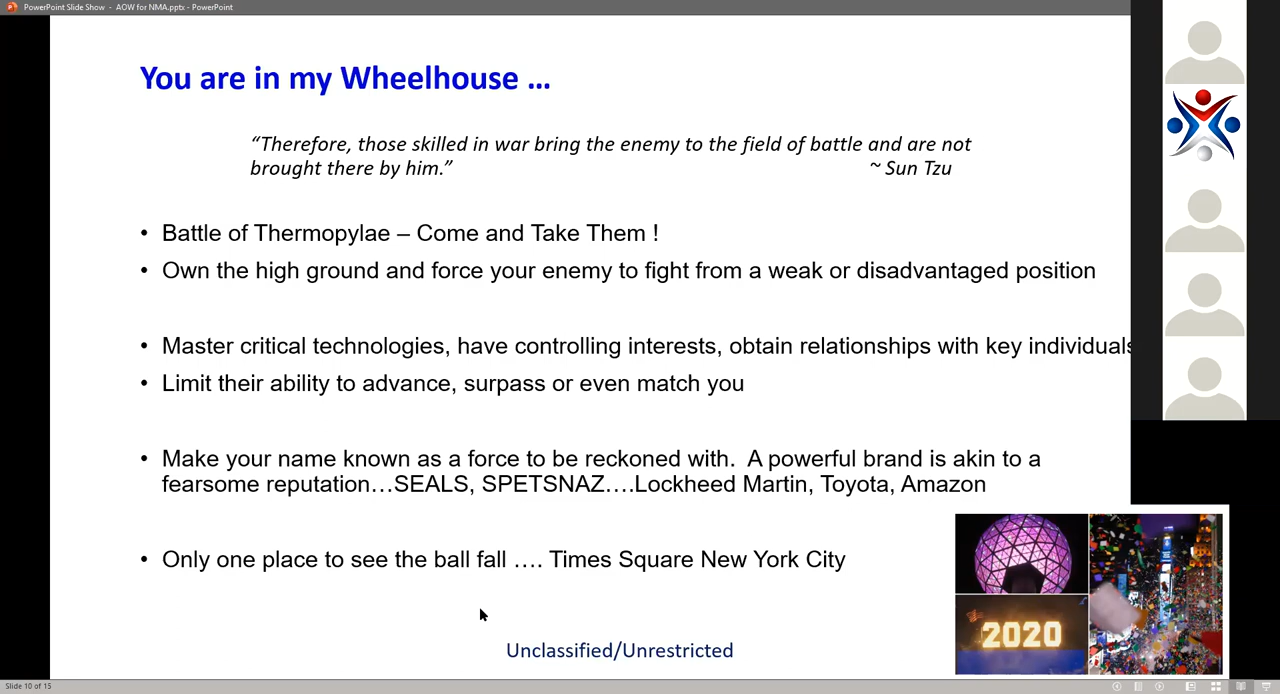 PowerPoint Slide Show - AOW for NMA.pptx - PowerPoint
You are in my Wheelhouse ...
“Therefore, those skilled in war bring the enemy to the field of battle and are not
brought there by him.” ~ Sun Tzu
• Battle of Thermopylae – Come and Take Them !
• Own the high ground and force your enemy to fight from a weak or disadvantaged position
• Master critical technologies, have controlling interests, obtain relationships with key individuals
• Limit their ability to advance, surpass or even match you
• Make your name known as a force to be reckoned with. A powerful brand is akin to a
fearsome reputation…SEALS, SPETSNAZ….Lockheed Martin, Toyota, Amazon
• Only one place to see the ball fall …. Times Square New York City
2020
Unclassified/Unrestricted
Slide 10 of 15